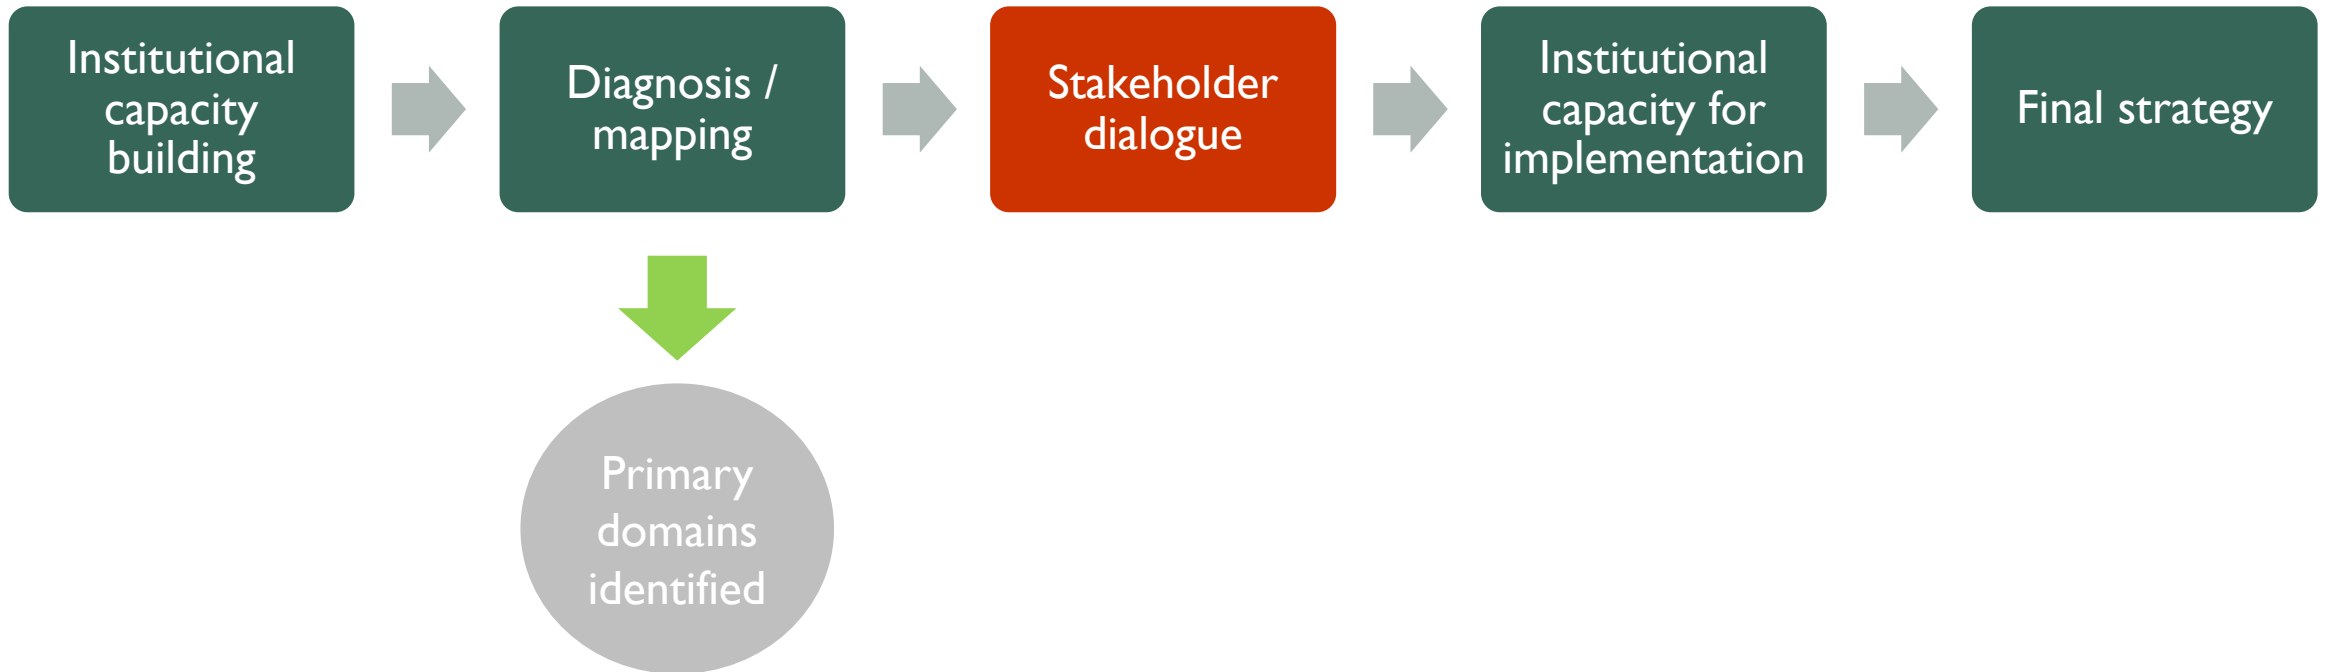 Institutional
capacity
building
Diagnosis /
mapping
Stakeholder
dialogue
Institutional
capacity for
implementation
Final strategy
Primary
domains
identified